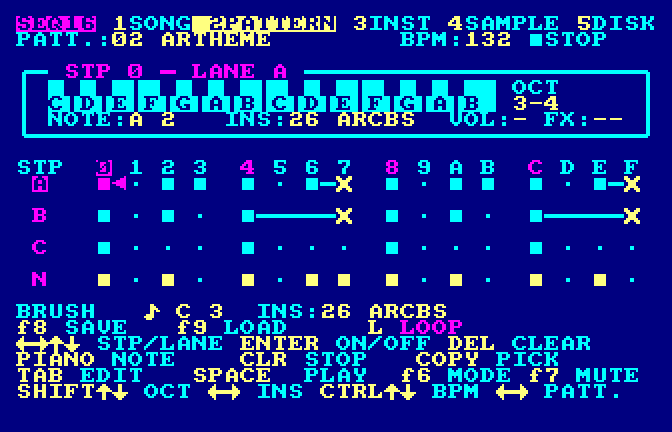 SEQ16 1SONG 2PATTERN 3INST 4SAMPLE 5DISK
PATT.:02 ARTHEME BPM:132 ■STOP
STP 0 - LANE A
OCT
C D E F G A B C D E F G A B 3-4
NOTE:A 2 INS:26 ARCBS VOL:- FX:--
STP 0 1 2 3 4 5 6 7 8 9 A B C D E F
A
B
C
N
BRUSH ♪ C 3 INS:26 ARCBS
f8 SAVE f9 LOAD L LOOP
↔↑↓ STP/LANE ENTER ON/OFF DEL CLEAR
PIANO NOTE CLR STOP COPY PICK
TAB EDIT SPACE PLAY f6 MODE f7 MUTE
SHIFT↑↓ OCT ↔ INS CTRL↑↓ BPM ↔ PATT.